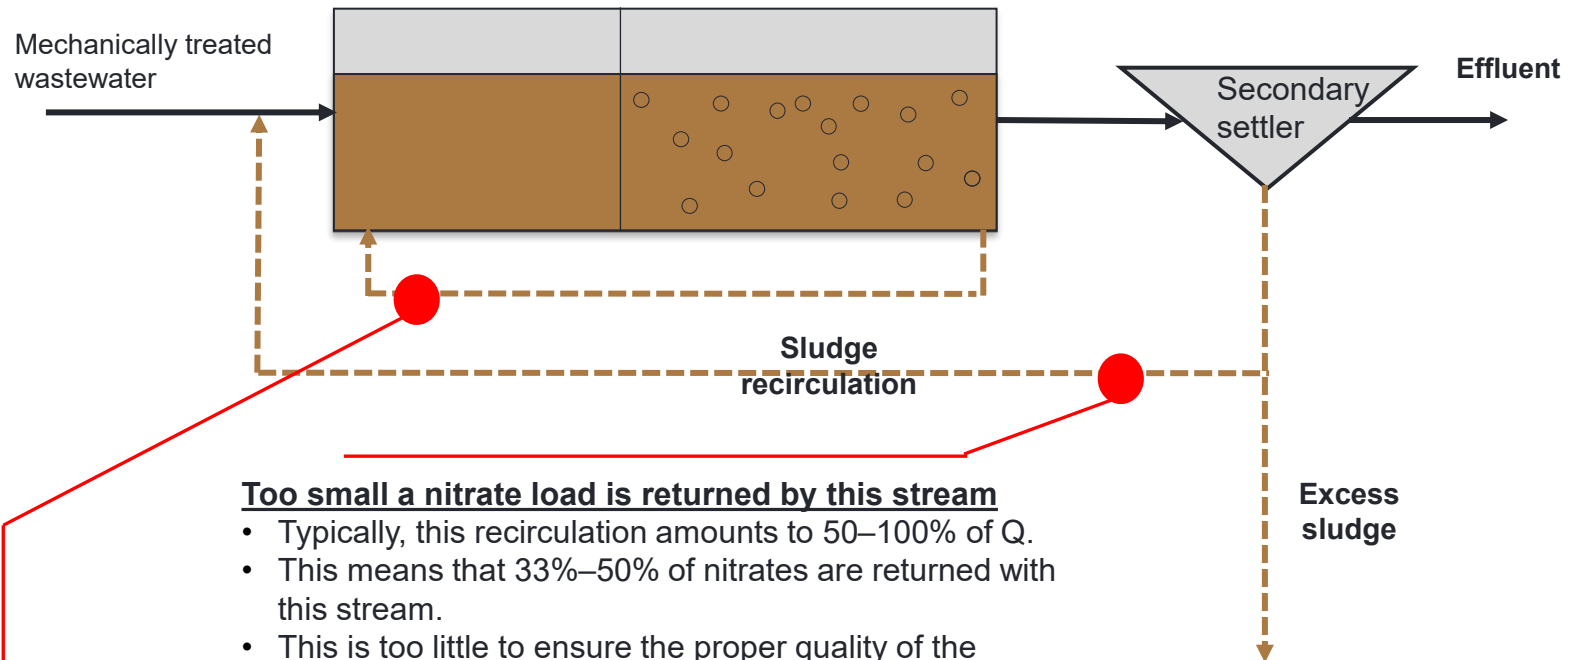 Mechanically treated
wastewater
Secondary
settler
Effluent
Sludge
recirculation
Too small a nitrate load is returned by this stream
• Typically, this recirculation amounts to 50–100% of Q.
• This means that 33%–50% of nitrates are returned with
this stream.
• This is too little to ensure the proper quality of the
Excess
sludge